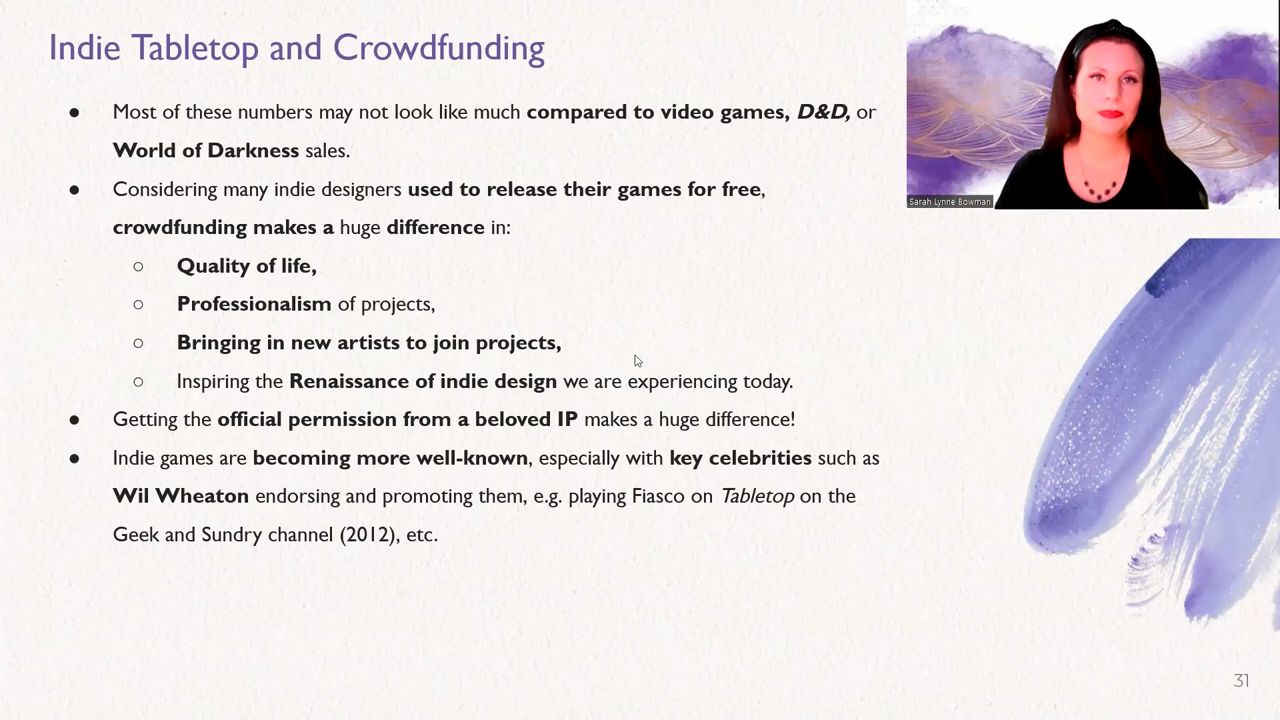 Indie Tabletop and Crowdfunding
● Most of these numbers may not look like much compared to video games, D&D, or
World of Darkness sales.
● Considering many indie designers used to release their games for free,
crowdfunding makes a huge difference in:
○ Quality of life,
○ Professionalism of projects,
○ Bringing in new artists to join projects,
○ Inspiring the Renaissance of indie design we are experiencing today.
● Getting the official permission from a beloved IP makes a huge difference!
● Indie games are becoming more well-known, especially with key celebrities such as
Wil Wheaton endorsing and promoting them, e.g. playing Fiasco on Tabletop on the
Geek and Sundry channel (2012), etc.
Sarah Lynne Bowman
31